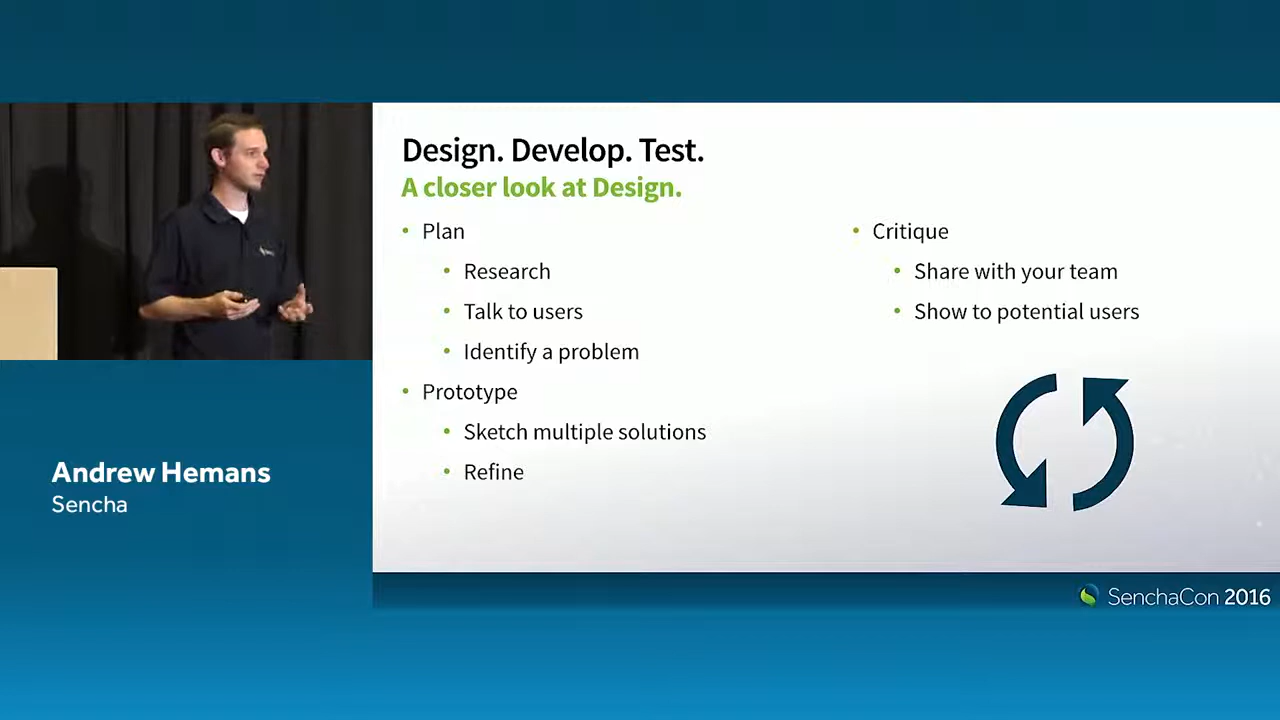 Design. Develop. Test.
A closer look at Design.
• Plan
• Research
• Talk to users
• Identify a problem
• Prototype
• Sketch multiple solutions
• Refine
• Critique
• Share with your team
• Show to potential users
Andrew Hemans
Sencha
SenchaCon 2016